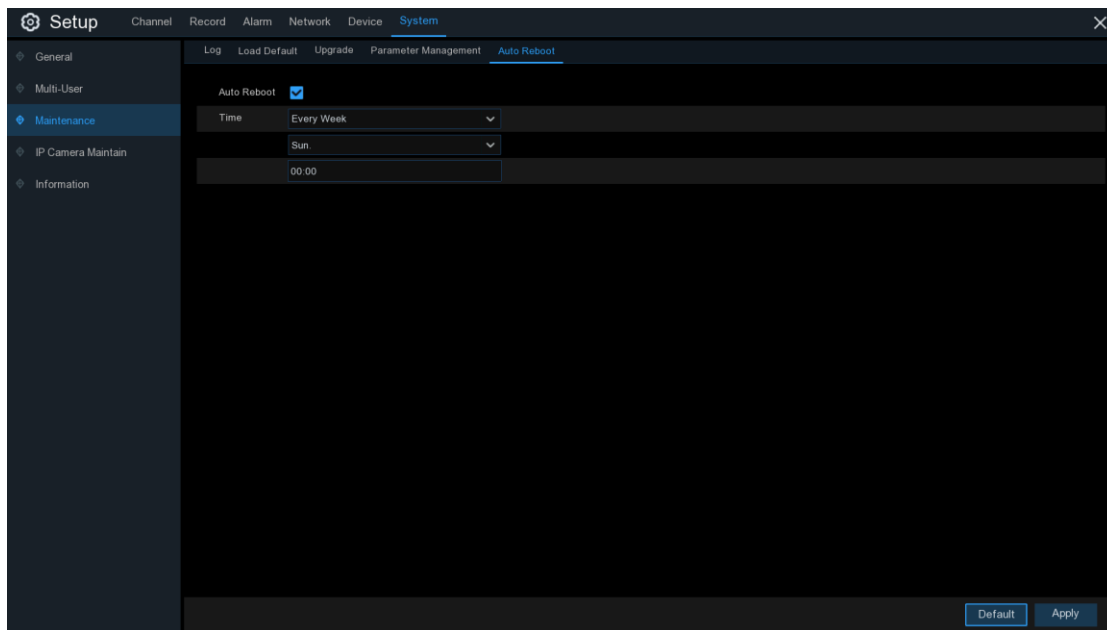 Setup Channel Record Alarm Network Device System
General
Multi-User
Maintenance
IP Camera Maintain
Information
Log Load Default Upgrade Parameter Management Auto Reboot
Auto Reboot
Time Every Week
Sun.
00:00
Default Apply